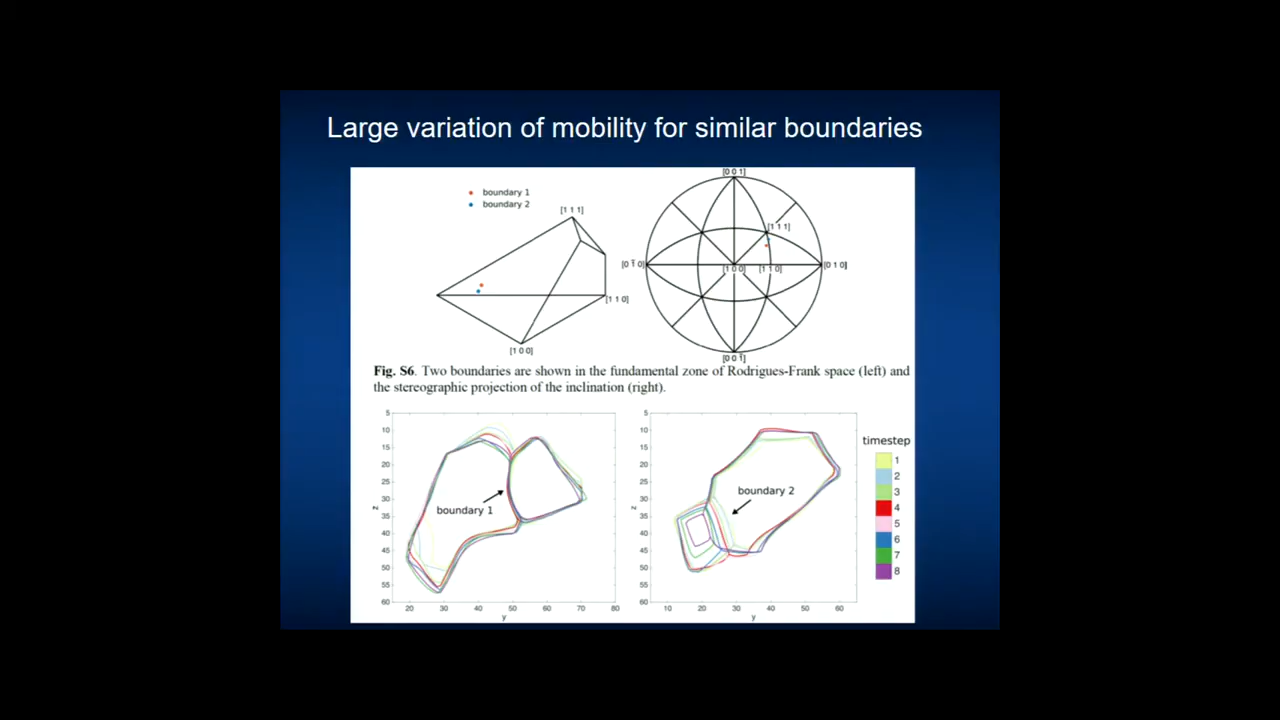 Large variation of mobility for similar boundaries
boundary 1
boundary 2
[1 1 1]
[1 1 0]
[1 0 0]
[0 0 1]
[1 1 1]
[0 1̅ 0]
[1 0 0]
[1 1 0]
[0 1 0]
[0 0 1̅]
Fig. S6. Two boundaries are shown in the fundamental zone of Rodrigues-Frank space (left) and
the stereographic projection of the inclination (right).
5
10
15
20
25
30
35
40
45
50
55
60
z
boundary 1
20
30
40
50
60
70
80
y
5
10
15
20
25
30
35
40
45
50
55
60
z
boundary 2
10
20
30
40
50
60
y
timestep
1
2
3
4
5
6
7
8